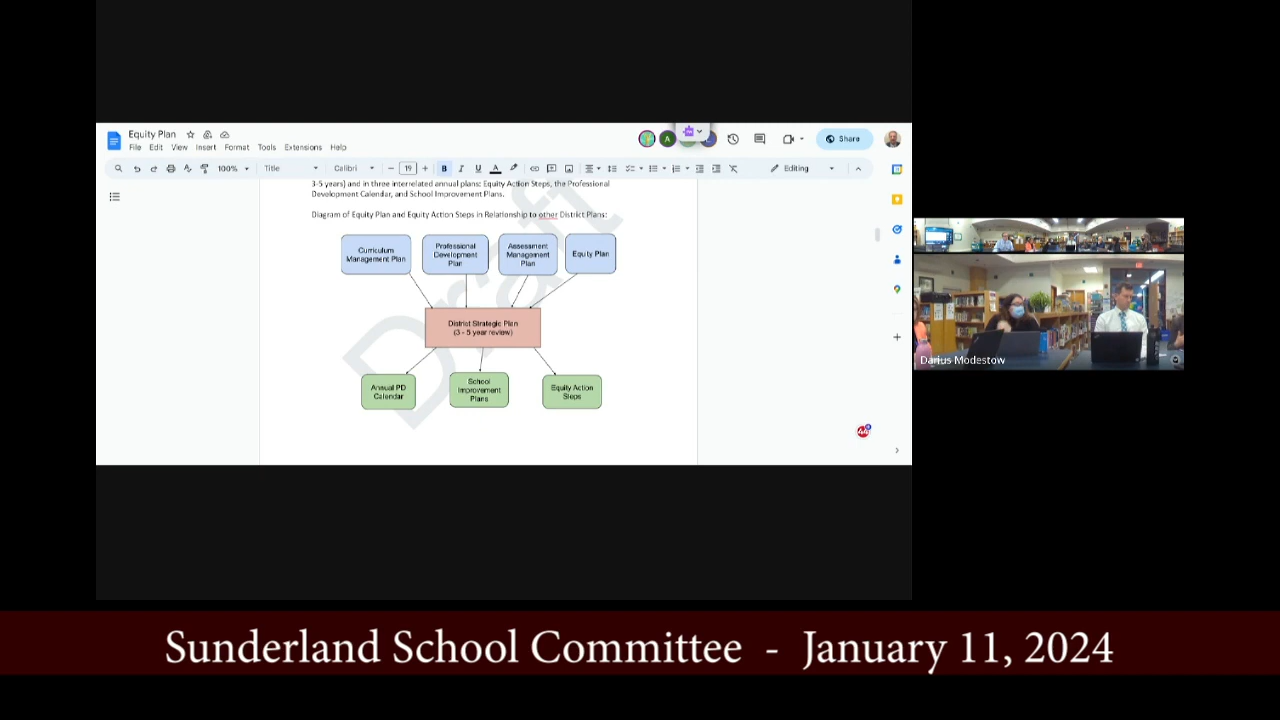 Equity Plan
File Edit View Insert Format Tools Extensions Help
A
Share
100% Title Calibri 19 B I U A Editing
3-5 years) and in three interrelated annual plans: Equity Action Steps, the Professional
Development Calendar, and School Improvement Plans.
Diagram of Equity Plan and Equity Action Steps in Relationship to other District Plans:
Curriculum
Management Plan
Professional
Development
Plan
Assessment
Management
Plan
Equity Plan
District Strategic Plan
(3 - 5 year review)
Annual PD
Calendar
School
Improvement
Plans
Equity Action
Steps
Draft
Darius Modestow
Sunderland School Committee - January 11, 2024